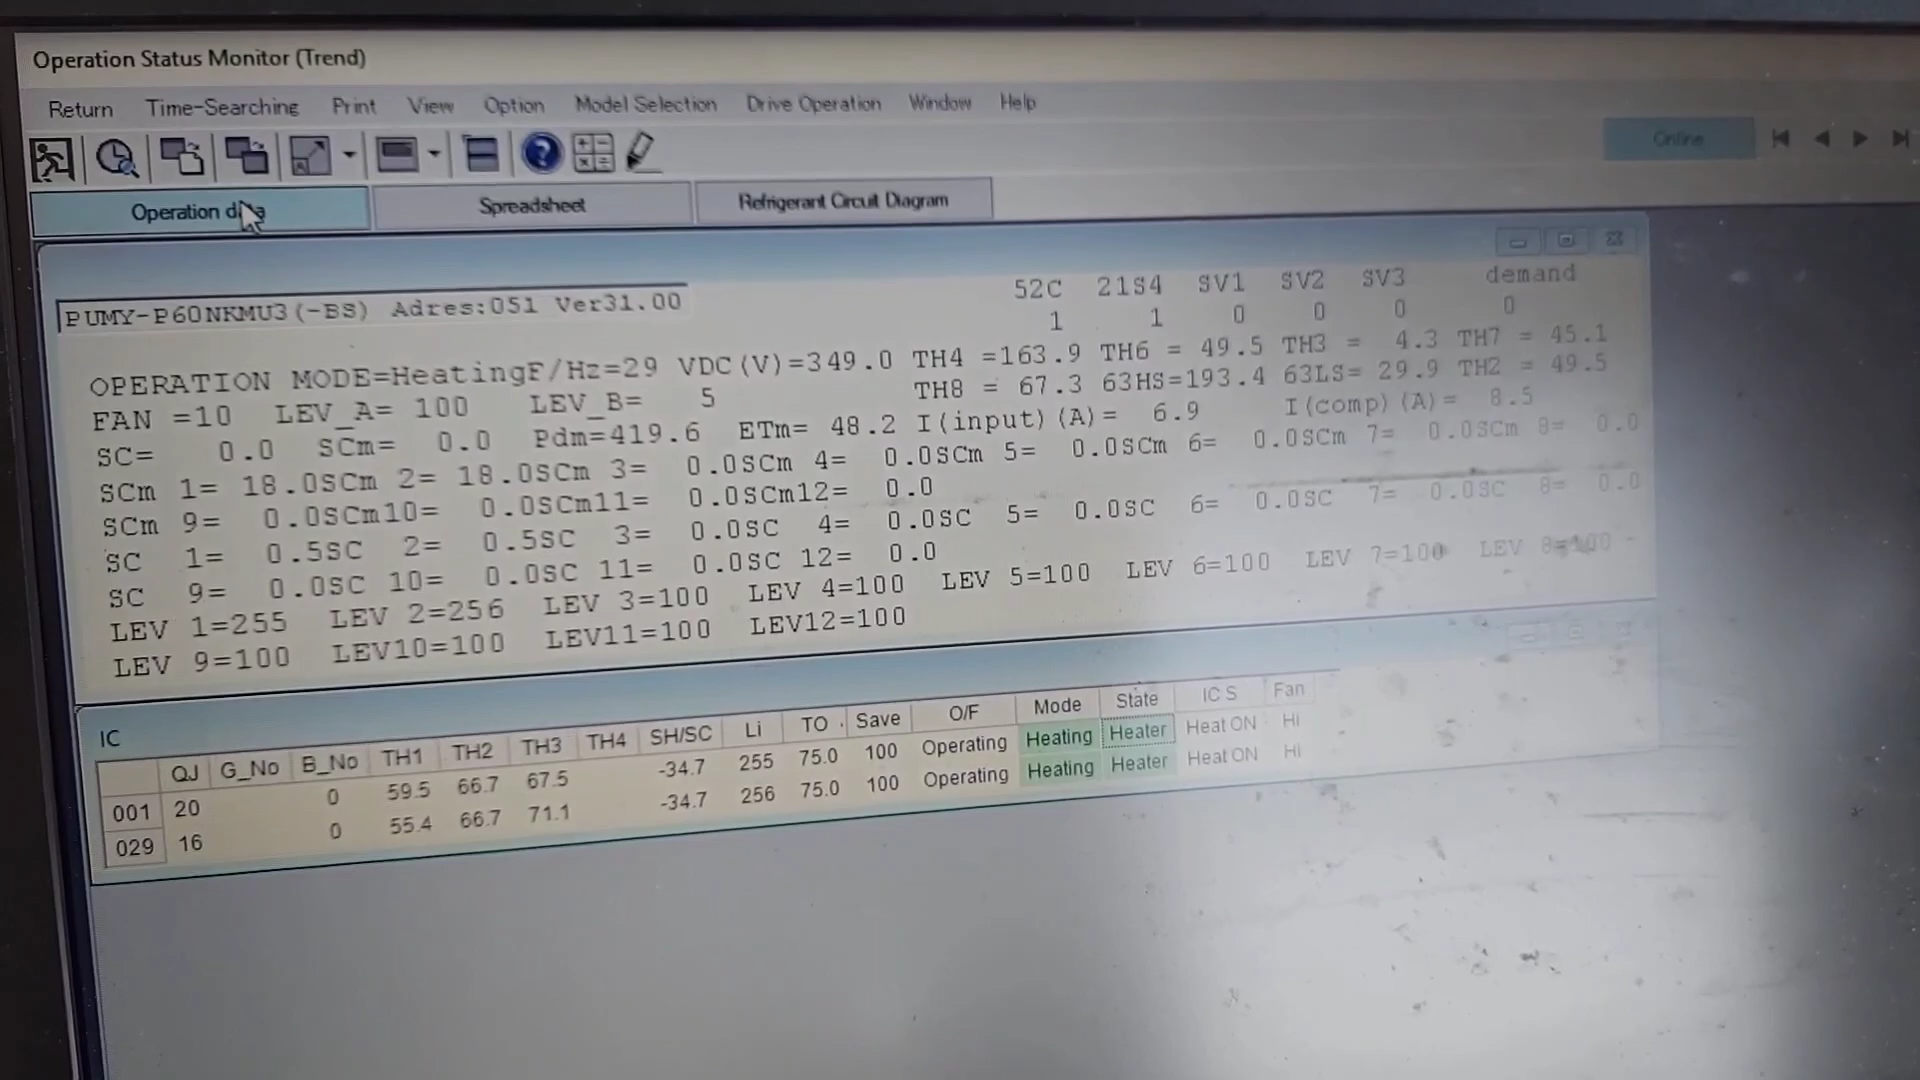 Operation Status Monitor (Trend)
Return Time-Searching Print View Option Model Selection Drive Operation Window Help
Online
Operation data Spreadsheet Refrigerant Circuit Diagram
52C 21S4 SV1 SV2 SV3 demand
PUMY-P60NKMU3(-BS) Adres:051 Ver31.00
1 1 0 0 0 0
OPERATION MODE=HeatingF/Hz=29 VDC(V)=349.0 TH4 =163.9 TH6 = 49.5 TH3 = 4.3 TH7 = 45.1
FAN =10 LEV_A= 100 LEV_B= 5 TH8 = 67.3 63HS=193.4 63LS= 29.9 TH2 = 49.5
SC= 0.0 SCm= 0.0 Pdm=419.6 ETm= 48.2 I(input)(A)= 6.9 I(comp)(A)= 8.5
SCm 1= 18.0SCm 2= 18.0SCm 3= 0.0SCm 4= 0.0SCm 5= 0.0SCm 6= 0.0SCm 7= 0.0SCm 8= 0.0
SCm 9= 0.0SCm10= 0.0SCm11= 0.0SCm12= 0.0
SC 1= 0.5SC 2= 0.5SC 3= 0.0SC 4= 0.0SC 5= 0.0SC 6= 0.0SC 7= 0.0SC 8= 0.0
SC 9= 0.0SC 10= 0.0SC 11= 0.0SC 12= 0.0
LEV 1=255 LEV 2=256 LEV 3=100 LEV 4=100 LEV 5=100 LEV 6=100 LEV 7=100 LEV 8=100
LEV 9=100 LEV10=100 LEV11=100 LEV12=100
IC
QJ G_No B_No TH1 TH2 TH3 TH4 SH/SC Li TO Save O/F Mode State IC S Fan
001 20 0 59.5 66.7 67.5 -34.7 255 75.0 100 Operating Heating Heater Heat ON Hi
029 16 0 55.4 66.7 71.1 -34.7 256 75.0 100 Operating Heating Heater Heat ON Hi